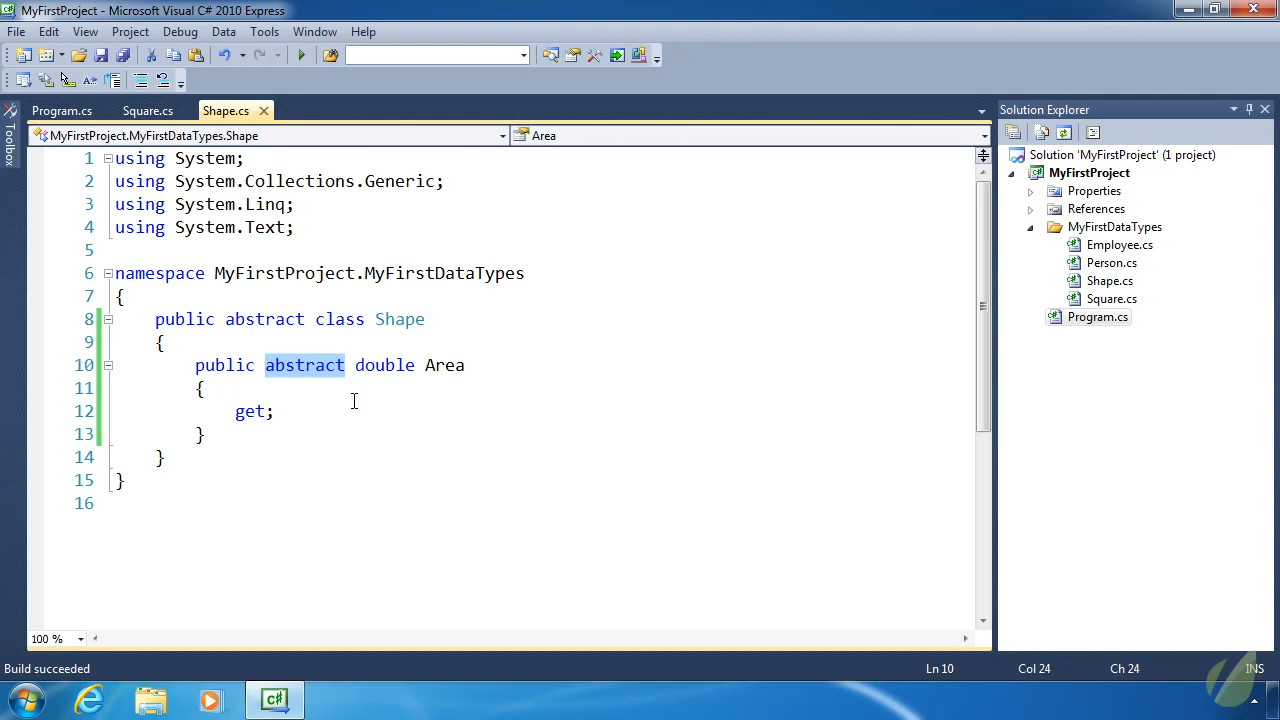 MyFirstProject - Microsoft Visual C# 2010 Express
File Edit View Project Debug Data Tools Window Help
Program.cs Square.cs Shape.cs
Solution Explorer
Toolbox
MyFirstProject.MyFirstDataTypes.Shape Area
1 using System;
2 using System.Collections.Generic;
3 using System.Linq;
4 using System.Text;
5
6 namespace MyFirstProject.MyFirstDataTypes
7 {
8 public abstract class Shape
9 {
10 public abstract double Area
11 {
12 get;
13 }
14 }
15 }
16
Solution 'MyFirstProject' (1 project)
MyFirstProject
Properties
References
MyFirstDataTypes
Employee.cs
Person.cs
Shape.cs
Square.cs
Program.cs
100 %
Build succeeded Ln 10 Col 24 Ch 24 INS
C#